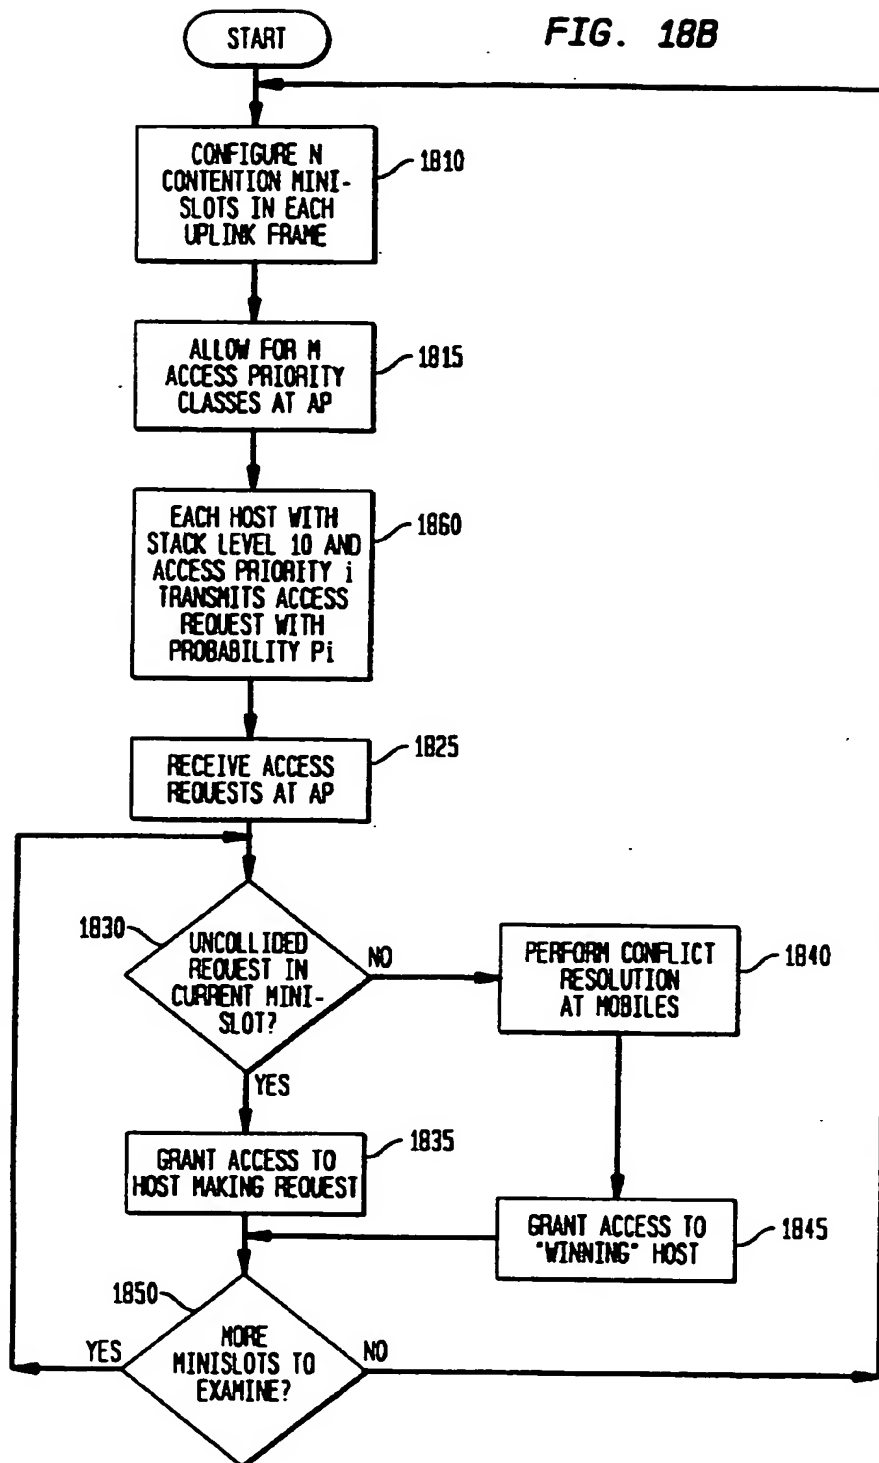 FIG. 18B
START
CONFIGURE N
CONTENTION MINI-
SLOTS IN EACH
UPLINK FRAME
1810
ALLOW FOR M
ACCESS PRIORITY
CLASSES AT AP
1815
EACH HOST WITH
STACK LEVEL 10 AND
ACCESS PRIORITY i
TRANSMITS ACCESS
REQUEST WITH
PROBABILITY Pi
1860
RECEIVE ACCESS
REQUESTS AT AP
1825
1830
UNCOLLIDED
REQUEST IN
CURRENT MINI-
SLOT?
NO
YES
PERFORM CONFLICT
RESOLUTION
AT MOBILES
1840
GRANT ACCESS TO
HOST MAKING REQUEST
1835
GRANT ACCESS TO
"WINNING" HOST
1845
1850
MORE
MINISLOTS TO
EXAMINE?
YES
NO